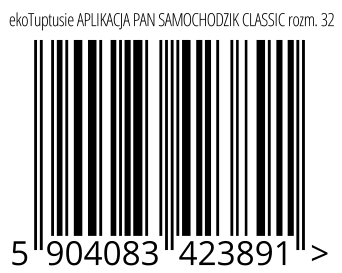 ekoTuptusie APLIKACJA PAN SAMOCHODZIK CLASSIC rozm. 32
5 904083 423891 >